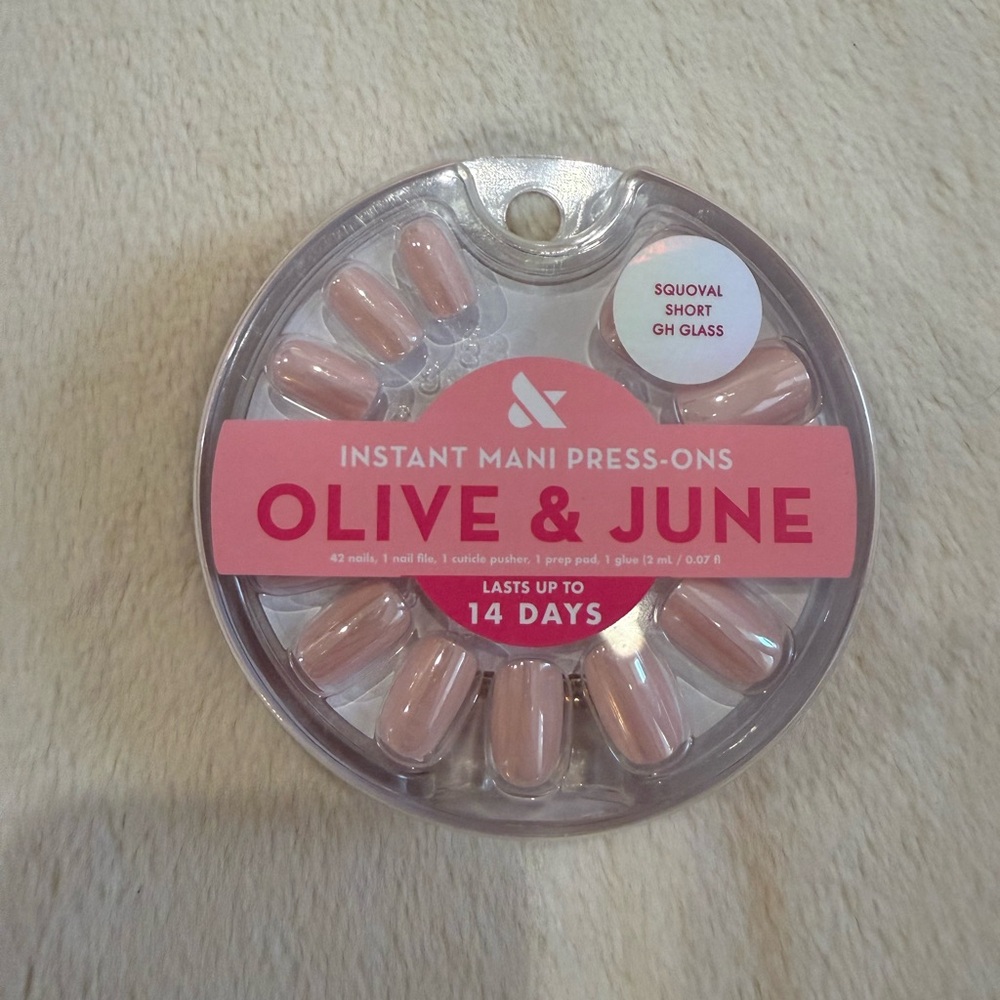 SQUOVAL
SHORT
GH GLASS
&
INSTANT MANI PRESS-ONS
OLIVE & JUNE
42 nails, 1 nail file, 1 cuticle pusher, 1 prep pad, 1 glue (2 mL / 0.07 fl
LASTS UP TO
14 DAYS